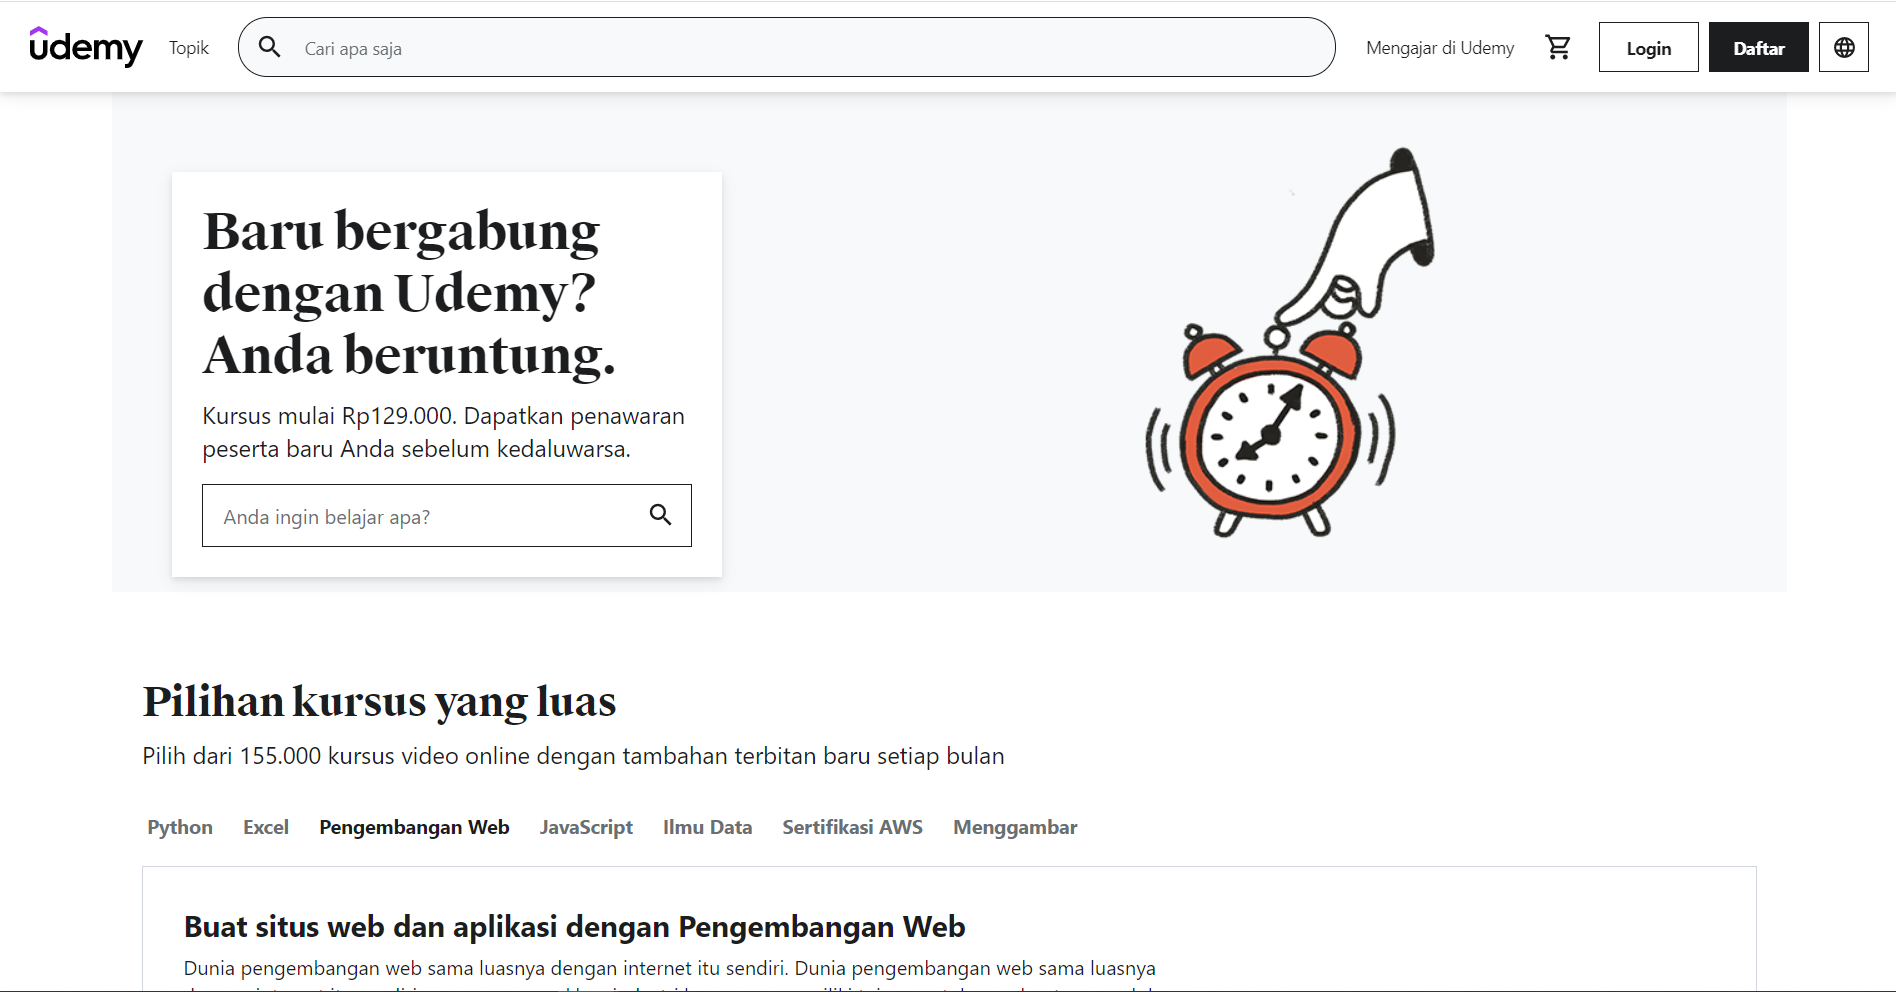 udemy
Topik
Cari apa saja
Mengajar di Udemy
Login
Daftar
Baru bergabung
dengan Udemy?
Anda beruntung.
Kursus mulai Rp129.000. Dapatkan penawaran
peserta baru Anda sebelum kedaluwarsa.
Anda ingin belajar apa?
Pilihan kursus yang luas
Pilih dari 155.000 kursus video online dengan tambahan terbitan baru setiap bulan
Python
Excel
Pengembangan Web
JavaScript
Ilmu Data
Sertifikasi AWS
Menggambar
Buat situs web dan aplikasi dengan Pengembangan Web
Dunia pengembangan web sama luasnya dengan internet itu sendiri. Dunia pengembangan web sama luasnya